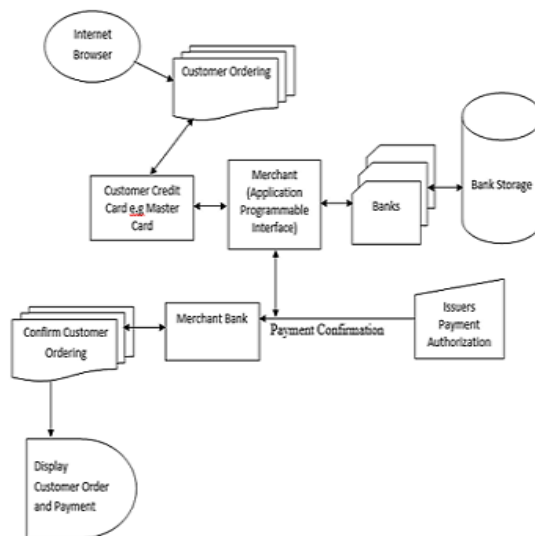 Internet
Browser
Customer Ordering
Customer Credit
Card e.g Master
Card
Merchant
(Application
Programmable
Interface)
Banks
Bank Storage
Confirm Customer
Ordering
Merchant Bank
Payment Confirmation
Issuers
Payment
Authorization
Display
Customer Order
and Payment